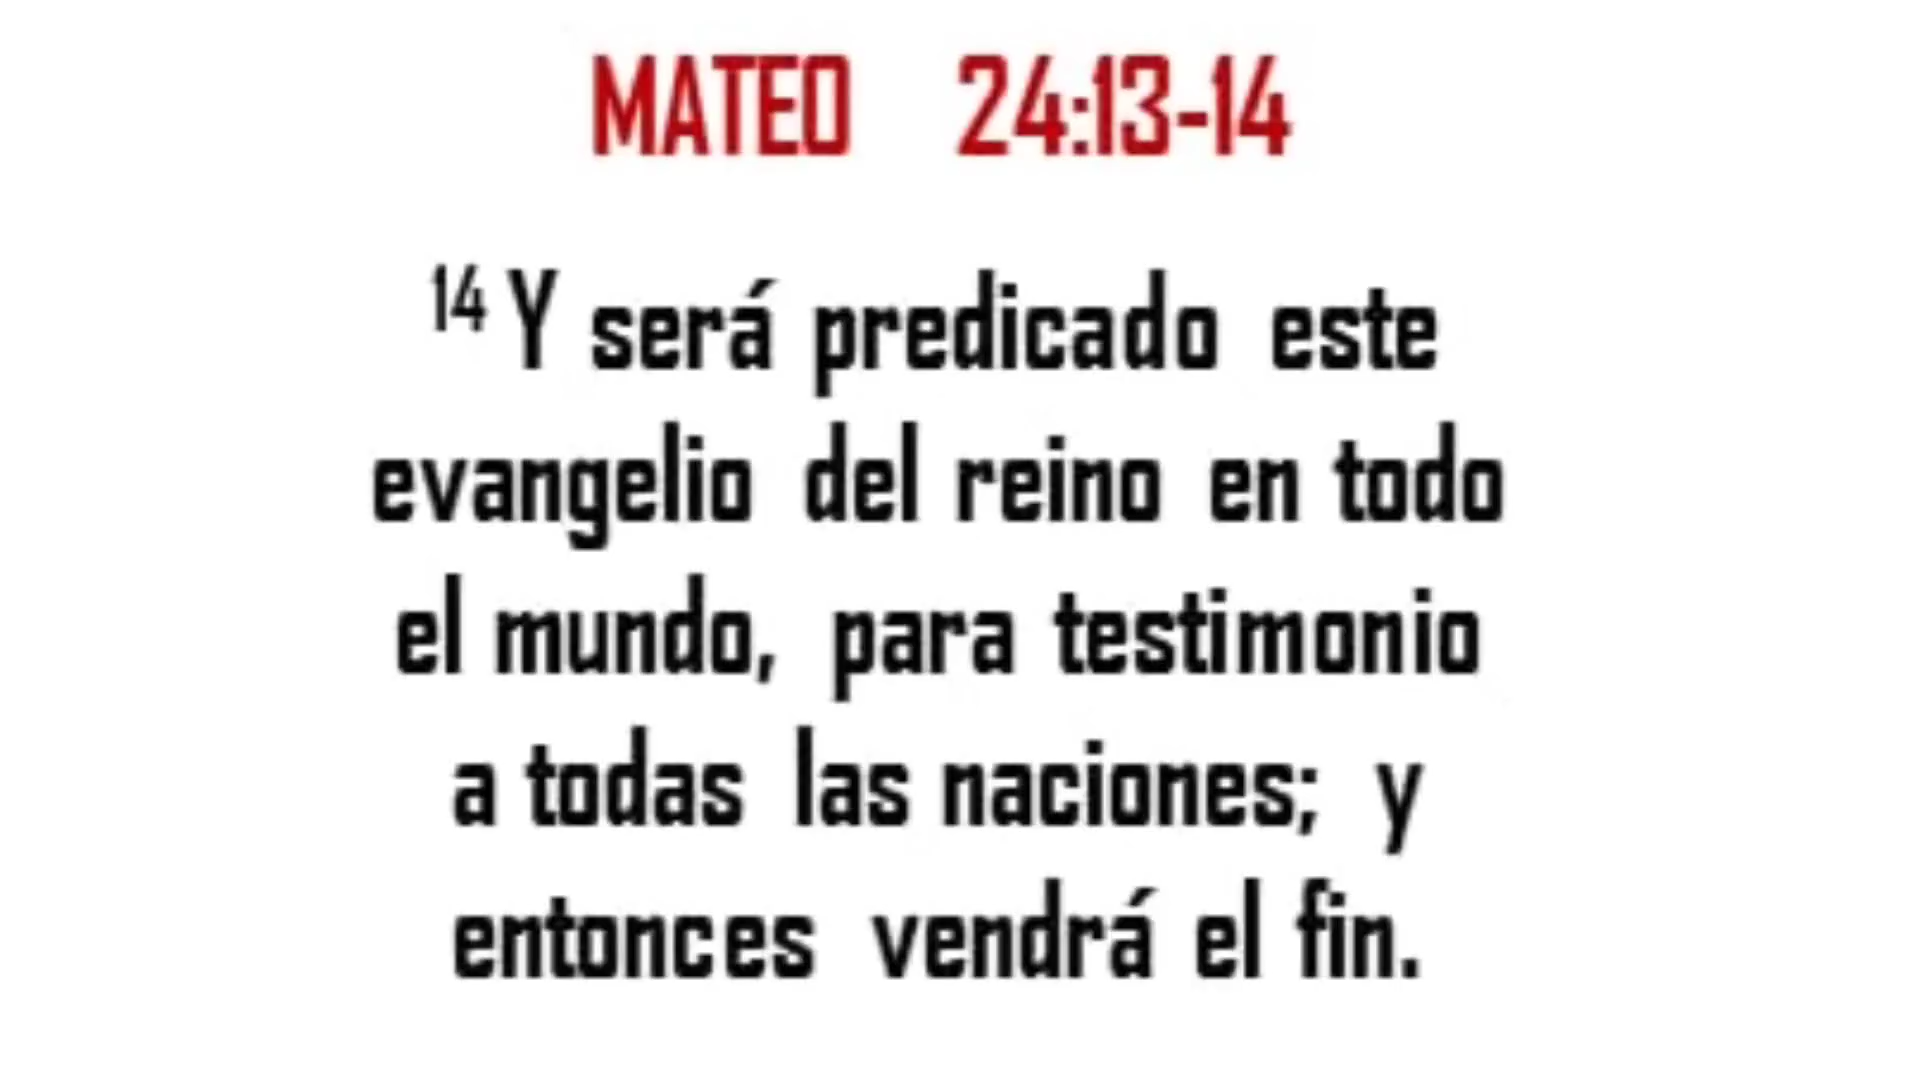 MATEO 24:13-14
14 Y será predicado este
evangelio del reino en todo
el mundo, para testimonio
a todas las naciones; y
entonces vendrá el fin.